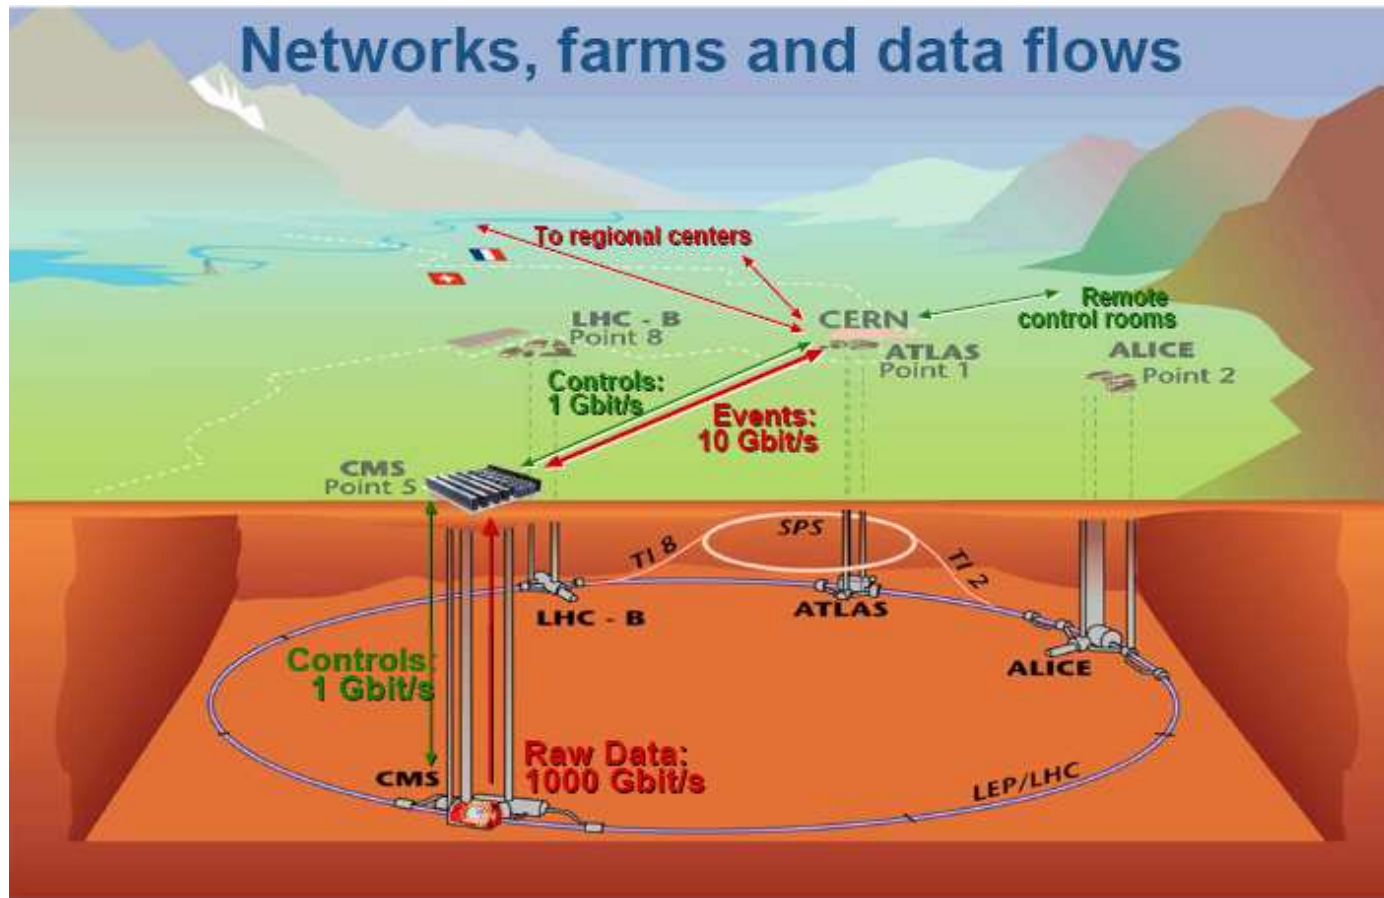 Networks, farms and data flows
To regional centers
Remote
control rooms
CERN
LHC - B
Point 8
ATLAS
Point 1
ALICE
Point 2
Controls:
1 Gbit/s
Events:
10 Gbit/s
CMS
Point 5
SPS
TI 8
TI 2
LHC - B
ATLAS
ALICE
Controls:
1 Gbit/s
Raw Data:
1000 Gbit/s
CMS
LEP/LHC